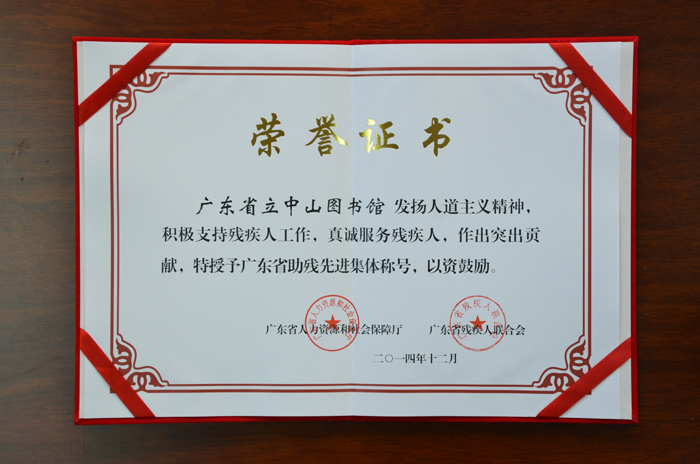 荣誉证书
广东省立中山图书馆 发扬人道主义精神，
积极支持残疾人工作，真诚服务残疾人，作出突出贡
献，特授予广东省助残先进集体称号，以资鼓励。
广东省人力资源和社会保障厅 广东省残疾人联合会
二〇一四年十二月